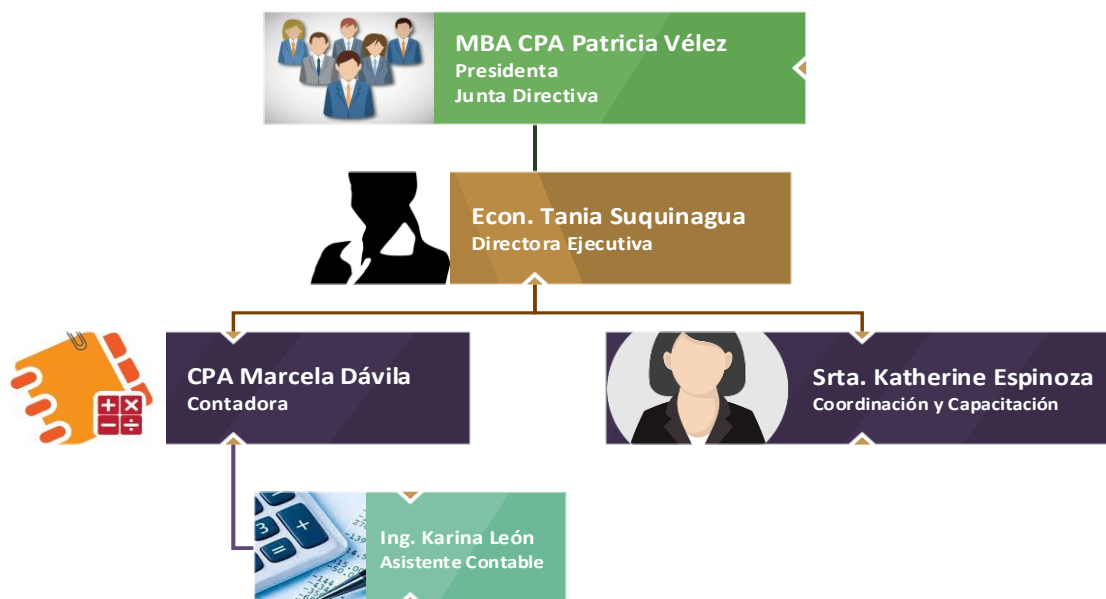 MBA CPA Patricia Vélez
Presidenta
Junta Directiva
Econ. Tania Suquinagua
Directora Ejecutiva
CPA Marcela Dávila
Contadora
Srta. Katherine Espinoza
Coordinación y Capacitación
Ing. Karina León
Asistente Contable